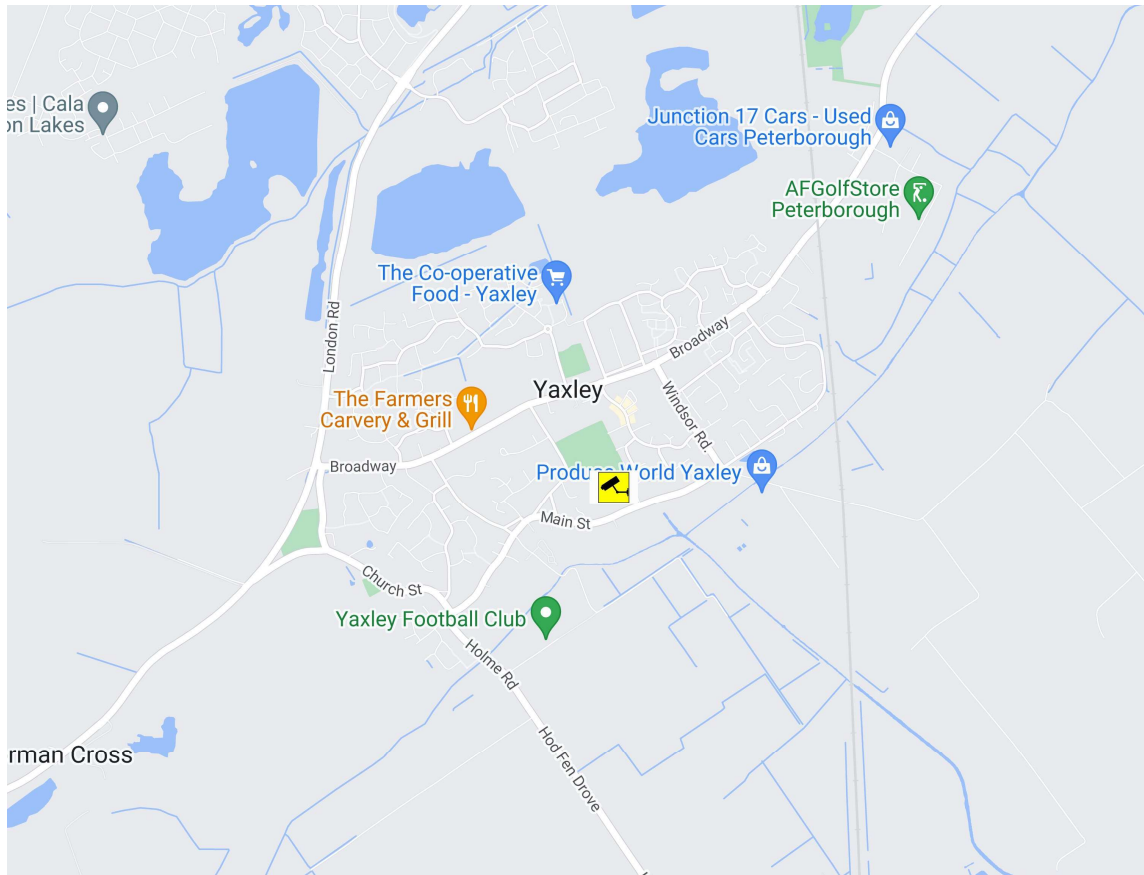 es | Cala
on Lakes
Junction 17 Cars - Used
Cars Peterborough
AFGolfStore
Peterborough
The Co-operative
Food - Yaxley
London Rd
Broadway
Yaxley
The Farmers
Carvery & Grill
Windsor Rd.
Broadway
Produce World Yaxley
Main St
Church St
Yaxley Football Club
Holme Rd
Hod Fen Drove
rman Cross